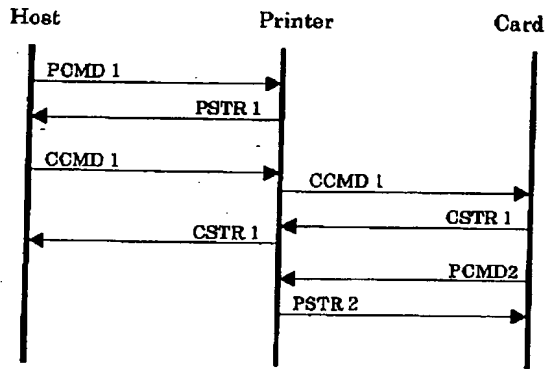 Host Printer Card
PCMD 1
PSTR 1
CCMD 1
CCMD 1
CSTR 1
CSTR 1
PCMD2
PSTR 2